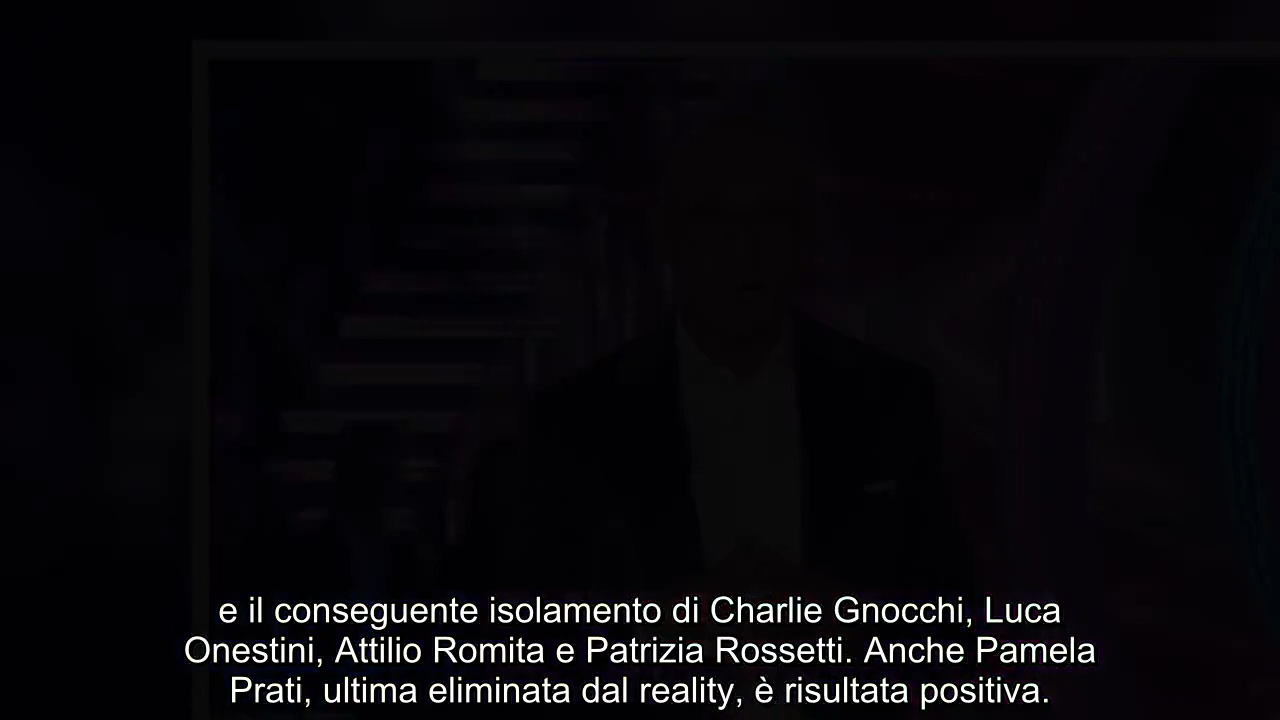 e il conseguente isolamento di Charlie Gnocchi, Luca
Onestini, Attilio Romita e Patrizia Rossetti. Anche Pamela
Prati, ultima eliminata dal reality, è risultata positiva.